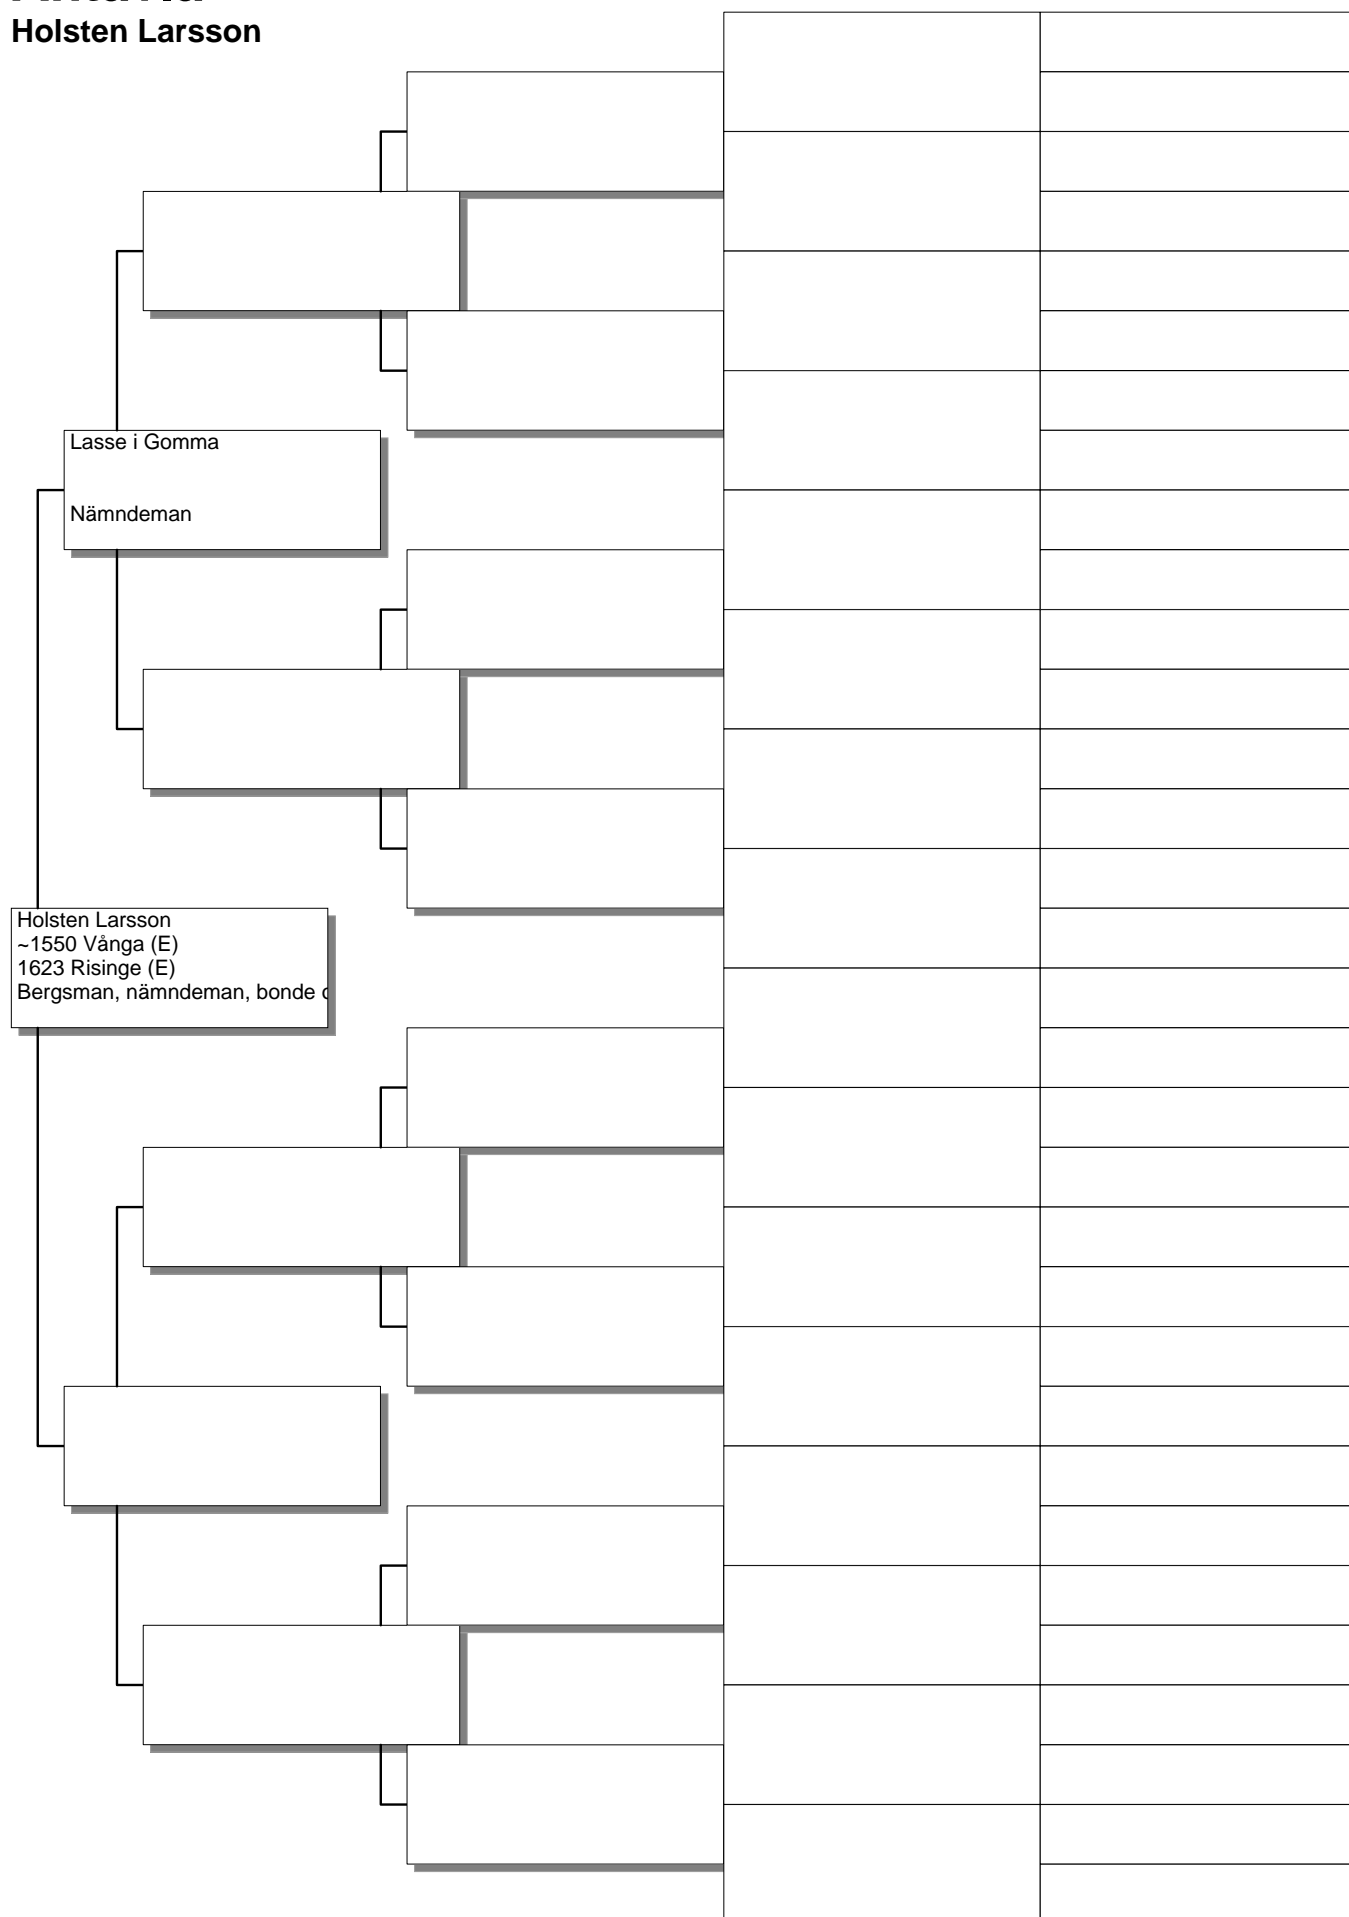 Holsten Larsson
Lasse i Gomma
Nämndeman
Holsten Larsson
~1550 Vånga (E)
1623 Risinge (E)
Bergsman, nämndeman, bonde